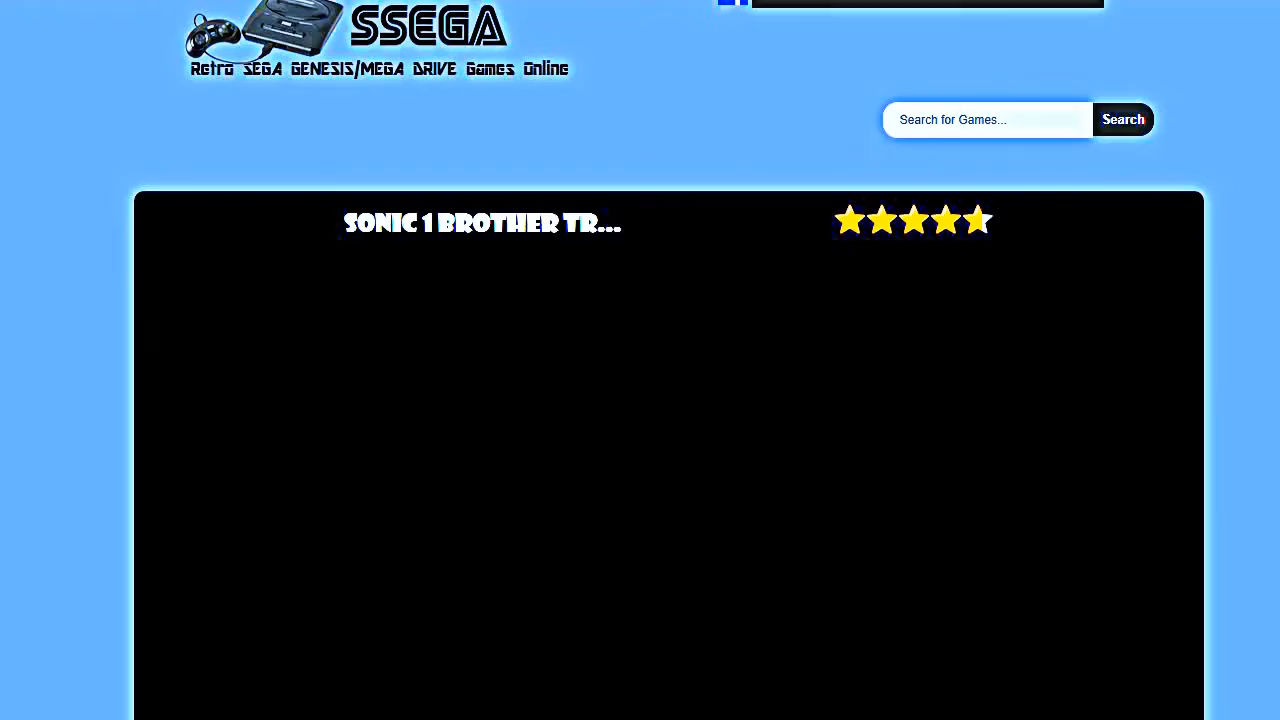 SSEGA
Retro SEGA GENESIS/MEGA DRIVE Games Online
Search for Games...
Search
SONIC 1 BROTHER TR...